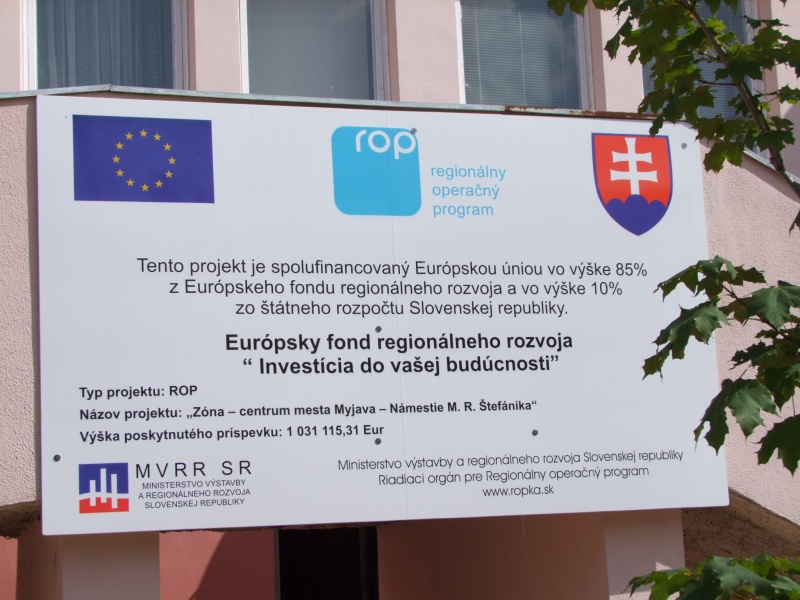 rop
regionálny
operačný
program
Tento projekt je spolufinancovaný Európskou úniou vo výške 85%
z Európskeho fondu regionálneho rozvoja a vo výške 10%
zo štátneho rozpočtu Slovenskej republiky.
Európsky fond regionálneho rozvoja
“ Investícia do vašej budúcnosti”
Typ projektu: ROP
Názov projektu: „Zóna – centrum mesta Myjava – Námestie M. R. Štefánika“
Výška poskytnutého príspevku: 1 031 115,31 Eur
MVRR SR
MINISTERSTVO VÝSTAVBY
A REGIONÁLNEHO ROZVOJA
SLOVENSKEJ REPUBLIKY
Ministerstvo výstavby a regionálneho rozvoja Slovenskej republiky
Riadiaci orgán pre Regionálny operačný program
www.ropka.sk